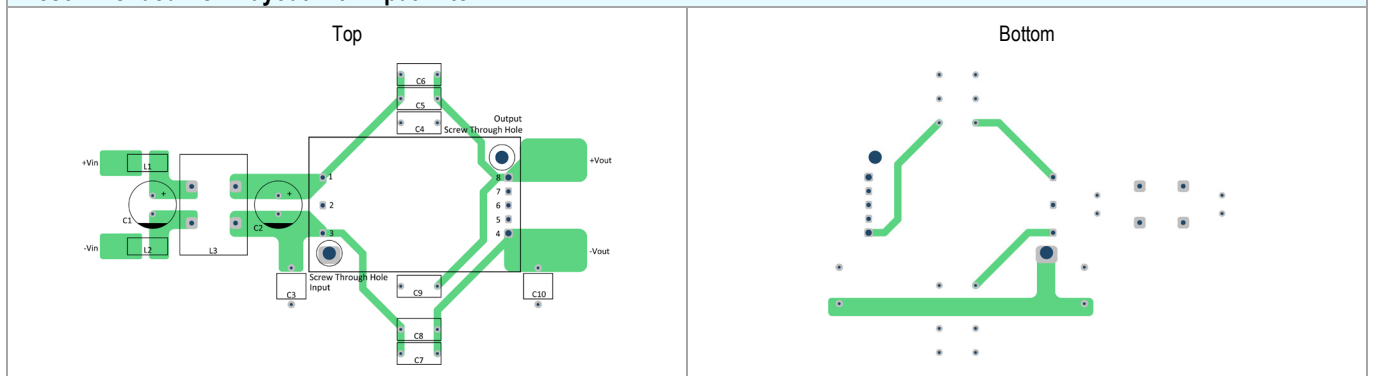 Top
Bottom
C6
C5
C4
Output
Screw Through Hole
+Vin
L1
+Vout
1
8
7
+
+
2
6
C1
C2
5
3
4
-Vin
L2
L3
-Vout
Screw Through Hole
Input
C3
C9
C10
C8
C7